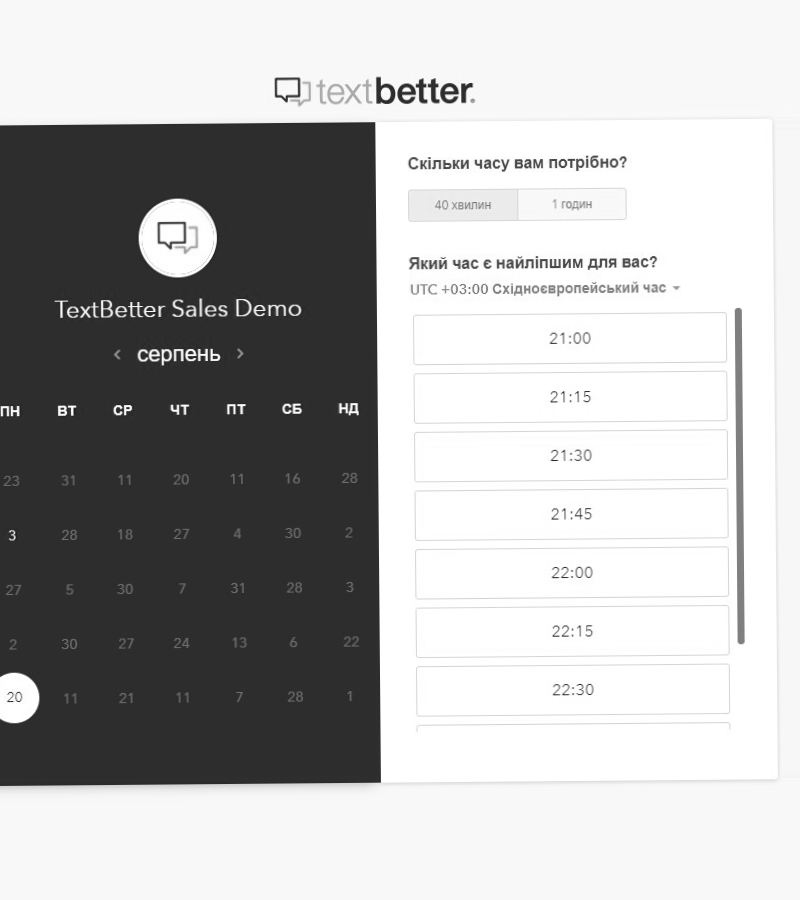 textbetter.
TextBetter Sales Demo
серпень
ПН ВТ СР ЧТ ПТ СБ НД
23 31 11 20 11 16 28
3 28 18 27 4 30 2
27 5 30 7 31 28 3
2 30 27 24 13 6 22
20 11 21 11 7 28 1
Скільки часу вам потрібно?
40 хвилин 1 годин
Який час є найліпшим для вас?
UTC +03:00 Східноєвропейський час
21:00
21:15
21:30
21:45
22:00
22:15
22:30